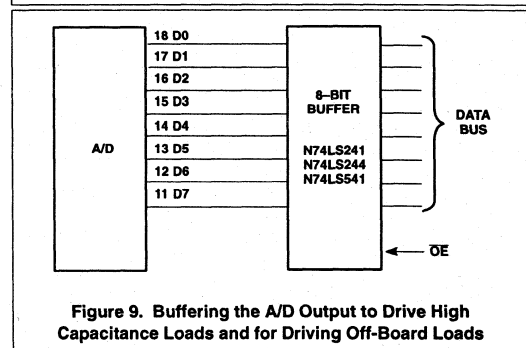 18 D0
17 D1
16 D2
15 D3
14 D4
13 D5
12 D6
11 D7
A/D
8–BIT
BUFFER
N74LS241
N74LS244
N74LS541
DATA
BUS
OE
Figure 9. Buffering the A/D Output to Drive High
Capacitance Loads and for Driving Off-Board Loads